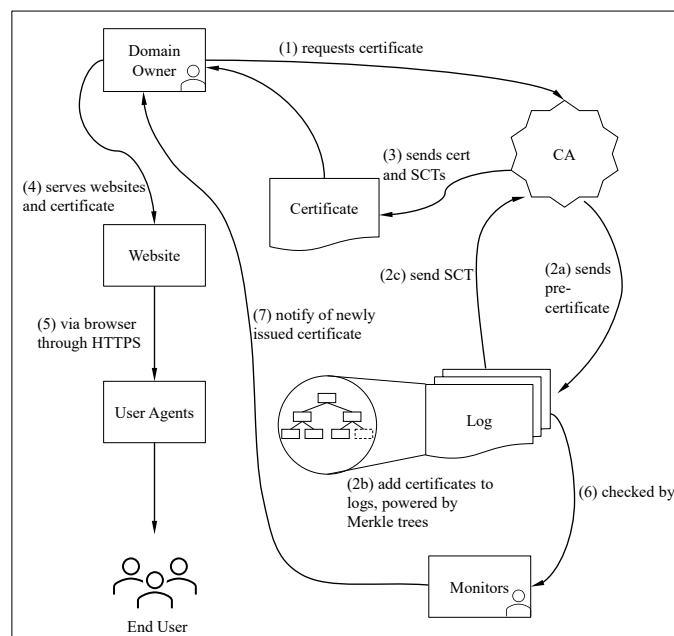 Domain
Owner
(1) requests certificate
CA
(3) sends cert
and SCTs
Certificate
(4) serves websites
and certificate
Website
(2c) send SCT
(2a) sends
pre-
certificate
(5) via browser
through HTTPS
(7) notify of newly
issued certificate
User Agents
Log
(2b) add certificates to
logs, powered by
Merkle trees
(6) checked by
Monitors
End User